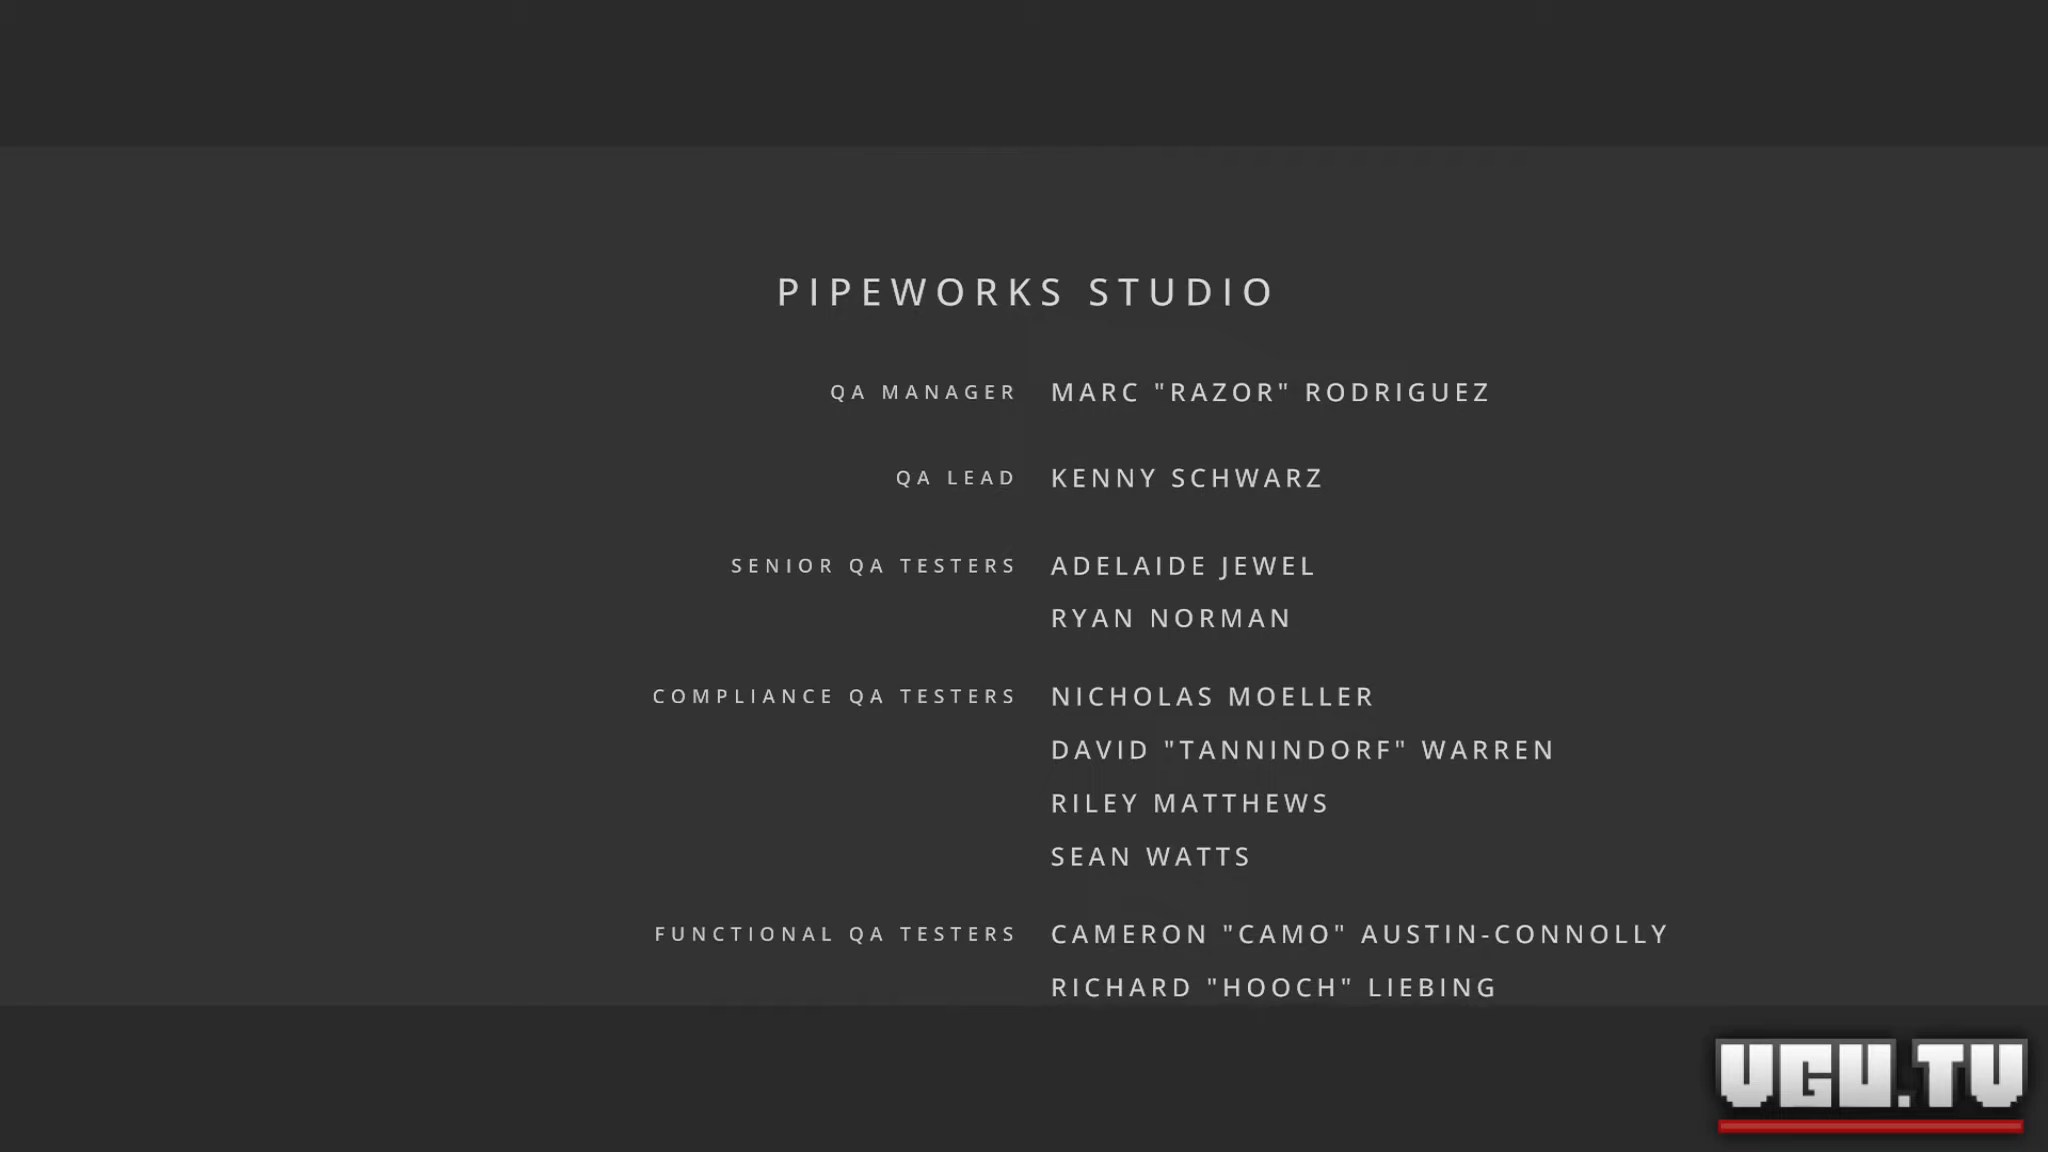 PIPEWORKS STUDIO
QA MANAGER MARC "RAZOR" RODRIGUEZ
QA LEAD KENNY SCHWARZ
SENIOR QA TESTERS ADELAIDE JEWEL
RYAN NORMAN
COMPLIANCE QA TESTERS NICHOLAS MOELLER
DAVID "TANNINDORF" WARREN
RILEY MATTHEWS
SEAN WATTS
FUNCTIONAL QA TESTERS CAMERON "CAMO" AUSTIN-CONNOLLY
RICHARD "HOOCH" LIEBING
VGU.TV